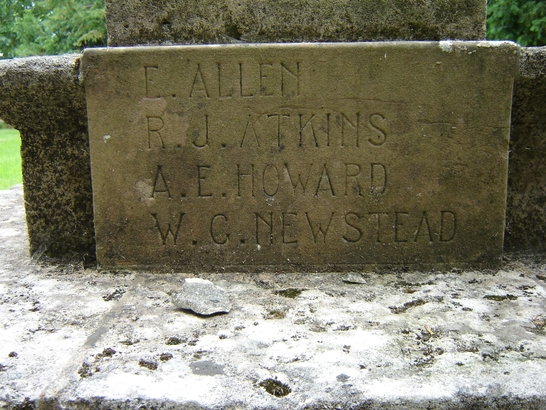 E. ALLEN
R. J. ATKINS
A. E. HOWARD
W. G. NEWSTEAD